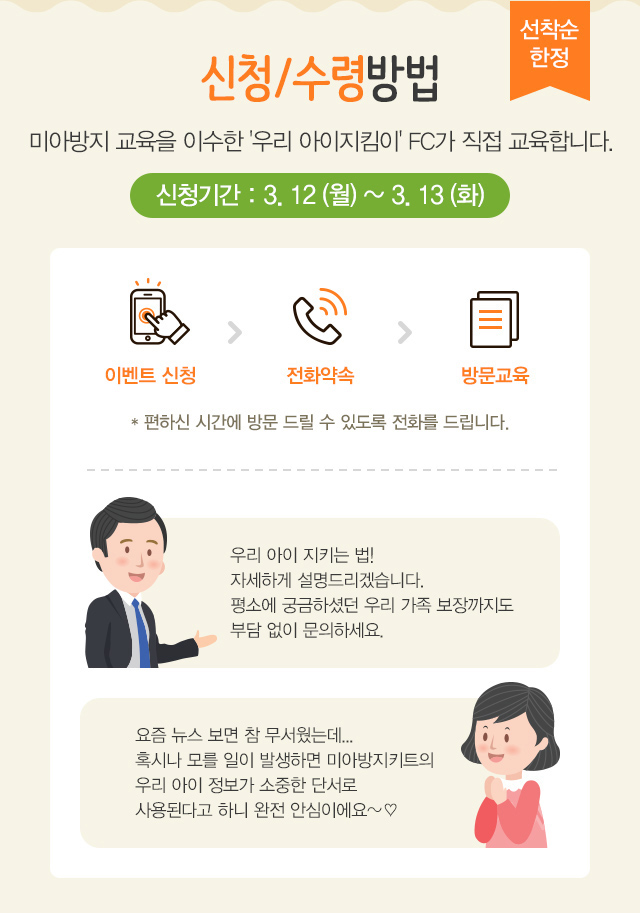 선착순
한정
신청/수령방법
미아방지 교육을 이수한 '우리 아이지킴이' FC가 직접 교육합니다.
신청기간 : 3. 12 (월) ~ 3. 13 (화)
이벤트 신청
전화약속
방문교육
* 편하신 시간에 방문 드릴 수 있도록 전화를 드립니다.
우리 아이 지키는 법!
자세하게 설명드리겠습니다.
평소에 궁금하셨던 우리 가족 보장까지도
부담 없이 문의하세요.
요즘 뉴스 보면 참 무서웠는데...
혹시나 모를 일이 발생하면 미아방지키트의
우리 아이 정보가 소중한 단서로
사용된다고 하니 완전 안심이에요~♡